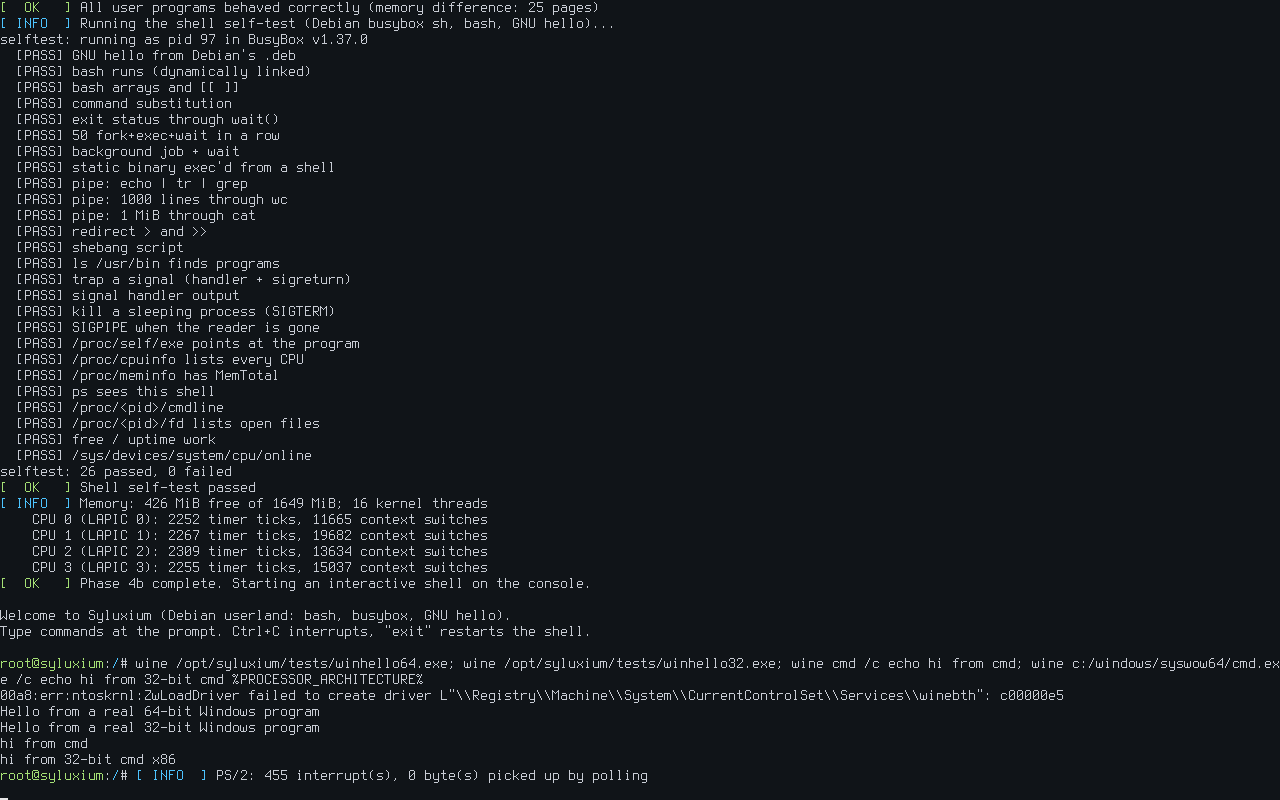 [  OK   ] All user programs behaved correctly (memory difference: 25 pages)
[ INFO  ] Running the shell self-test (Debian busybox sh, bash, GNU hello)...
selftest: running as pid 97 in BusyBox v1.37.0
  [PASS] GNU hello from Debian's .deb
  [PASS] bash runs (dynamically linked)
  [PASS] bash arrays and [[ ]]
  [PASS] command substitution
  [PASS] exit status through wait()
  [PASS] 50 fork+exec+wait in a row
  [PASS] background job + wait
  [PASS] static binary exec'd from a shell
  [PASS] pipe: echo | tr | grep
  [PASS] pipe: 1000 lines through wc
  [PASS] pipe: 1 MiB through cat
  [PASS] redirect > and >>
  [PASS] shebang script
  [PASS] ls /usr/bin finds programs
  [PASS] trap a signal (handler + sigreturn)
  [PASS] signal handler output
  [PASS] kill a sleeping process (SIGTERM)
  [PASS] SIGPIPE when the reader is gone
  [PASS] /proc/self/exe points at the program
  [PASS] /proc/cpuinfo lists every CPU
  [PASS] /proc/meminfo has MemTotal
  [PASS] ps sees this shell
  [PASS] /proc/<pid>/cmdline
  [PASS] /proc/<pid>/fd lists open files
  [PASS] free / uptime work
  [PASS] /sys/devices/system/cpu/online
selftest: 26 passed, 0 failed
[  OK   ] Shell self-test passed
[ INFO  ] Memory: 426 MiB free of 1649 MiB; 16 kernel threads
    CPU 0 (LAPIC 0): 2252 timer ticks, 11665 context switches
    CPU 1 (LAPIC 1): 2267 timer ticks, 19682 context switches
    CPU 2 (LAPIC 2): 2309 timer ticks, 13634 context switches
    CPU 3 (LAPIC 3): 2255 timer ticks, 15037 context switches
[  OK   ] Phase 4b complete. Starting an interactive shell on the console.

Welcome to Syluxium (Debian userland: bash, busybox, GNU hello).
Type commands at the prompt. Ctrl+C interrupts, "exit" restarts the shell.

root@syluxium:/# wine /opt/syluxium/tests/winhello64.exe; wine /opt/syluxium/tests/winhello32.exe; wine cmd /c echo hi from cmd; wine c:/windows/syswow64/cmd.ex
e /c echo hi from 32-bit cmd %PROCESSOR_ARCHITECTURE%
00a8:err:ntoskrnl:ZwLoadDriver failed to create driver L"\\Registry\\Machine\\System\\CurrentControlSet\\Services\\winebth": c00000e5
Hello from a real 64-bit Windows program
Hello from a real 32-bit Windows program
hi from cmd
hi from 32-bit cmd x86
root@syluxium:/# [ INFO  ] PS/2: 455 interrupt(s), 0 byte(s) picked up by polling